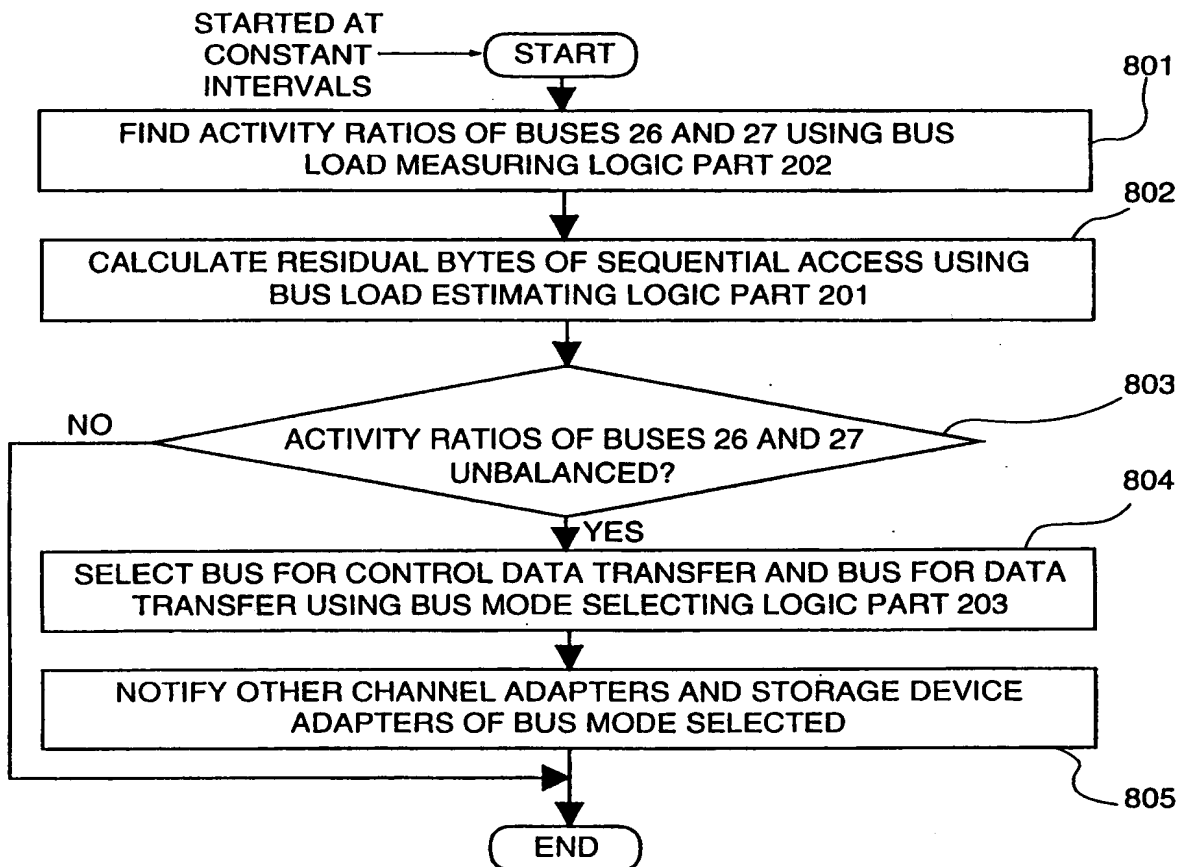 STARTED AT
CONSTANT
INTERVALS
START
801
FIND ACTIVITY RATIOS OF BUSES 26 AND 27 USING BUS
LOAD MEASURING LOGIC PART 202
802
CALCULATE RESIDUAL BYTES OF SEQUENTIAL ACCESS USING
BUS LOAD ESTIMATING LOGIC PART 201
803
NO
ACTIVITY RATIOS OF BUSES 26 AND 27
UNBALANCED?
804
YES
SELECT BUS FOR CONTROL DATA TRANSFER AND BUS FOR DATA
TRANSFER USING BUS MODE SELECTING LOGIC PART 203
NOTIFY OTHER CHANNEL ADAPTERS AND STORAGE DEVICE
ADAPTERS OF BUS MODE SELECTED
805
END